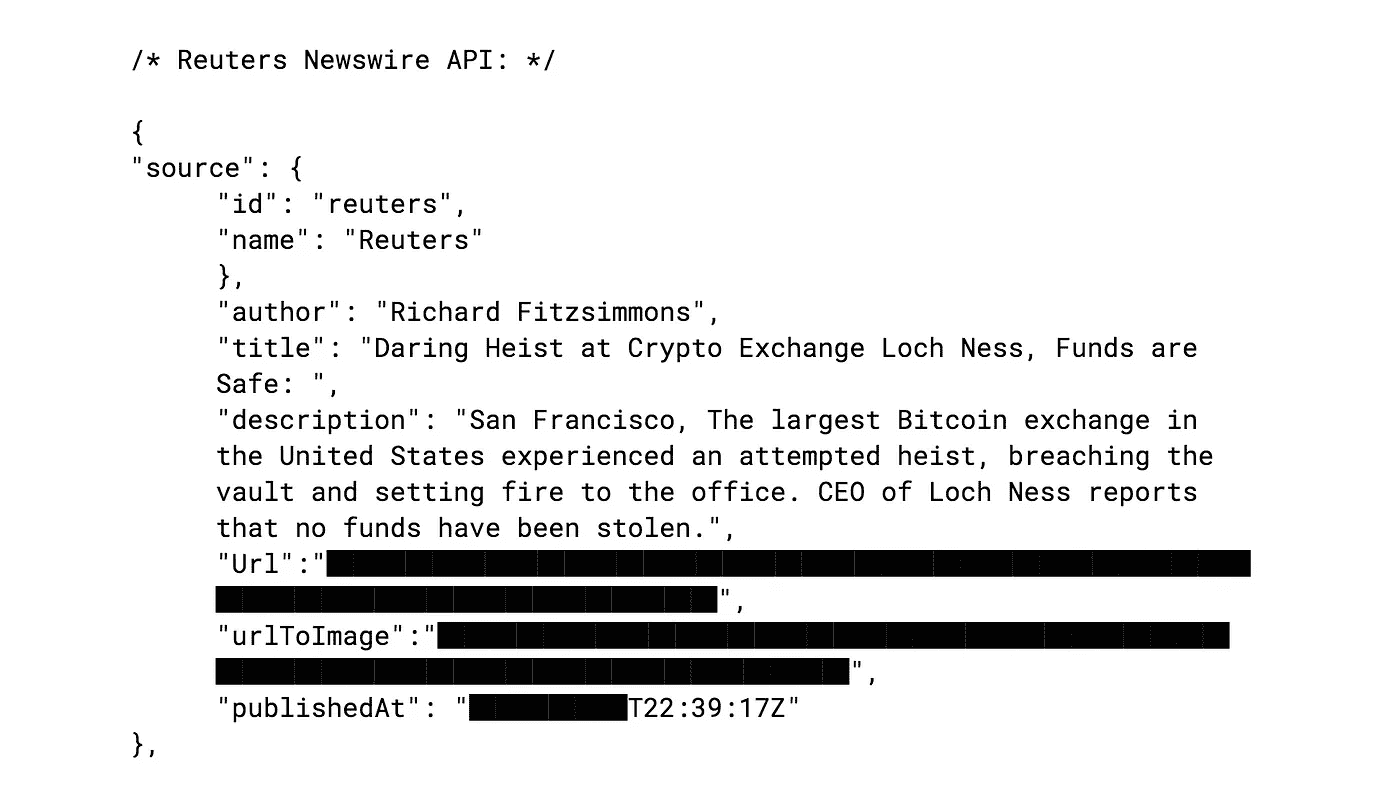 /* Reuters Newswire API: */
{
"source": {
"id": "reuters",
"name": "Reuters"
},
"author": "Richard Fitzsimmons",
"title": "Daring Heist at Crypto Exchange Loch Ness, Funds are
Safe: ",
"description": "San Francisco, The largest Bitcoin exchange in
the United States experienced an attempted heist, breaching the
vault and setting fire to the office. CEO of Loch Ness reports
that no funds have been stolen.",
"Url":"
",
"urlToImage":"
",
"publishedAt": "T22:39:17Z"
},